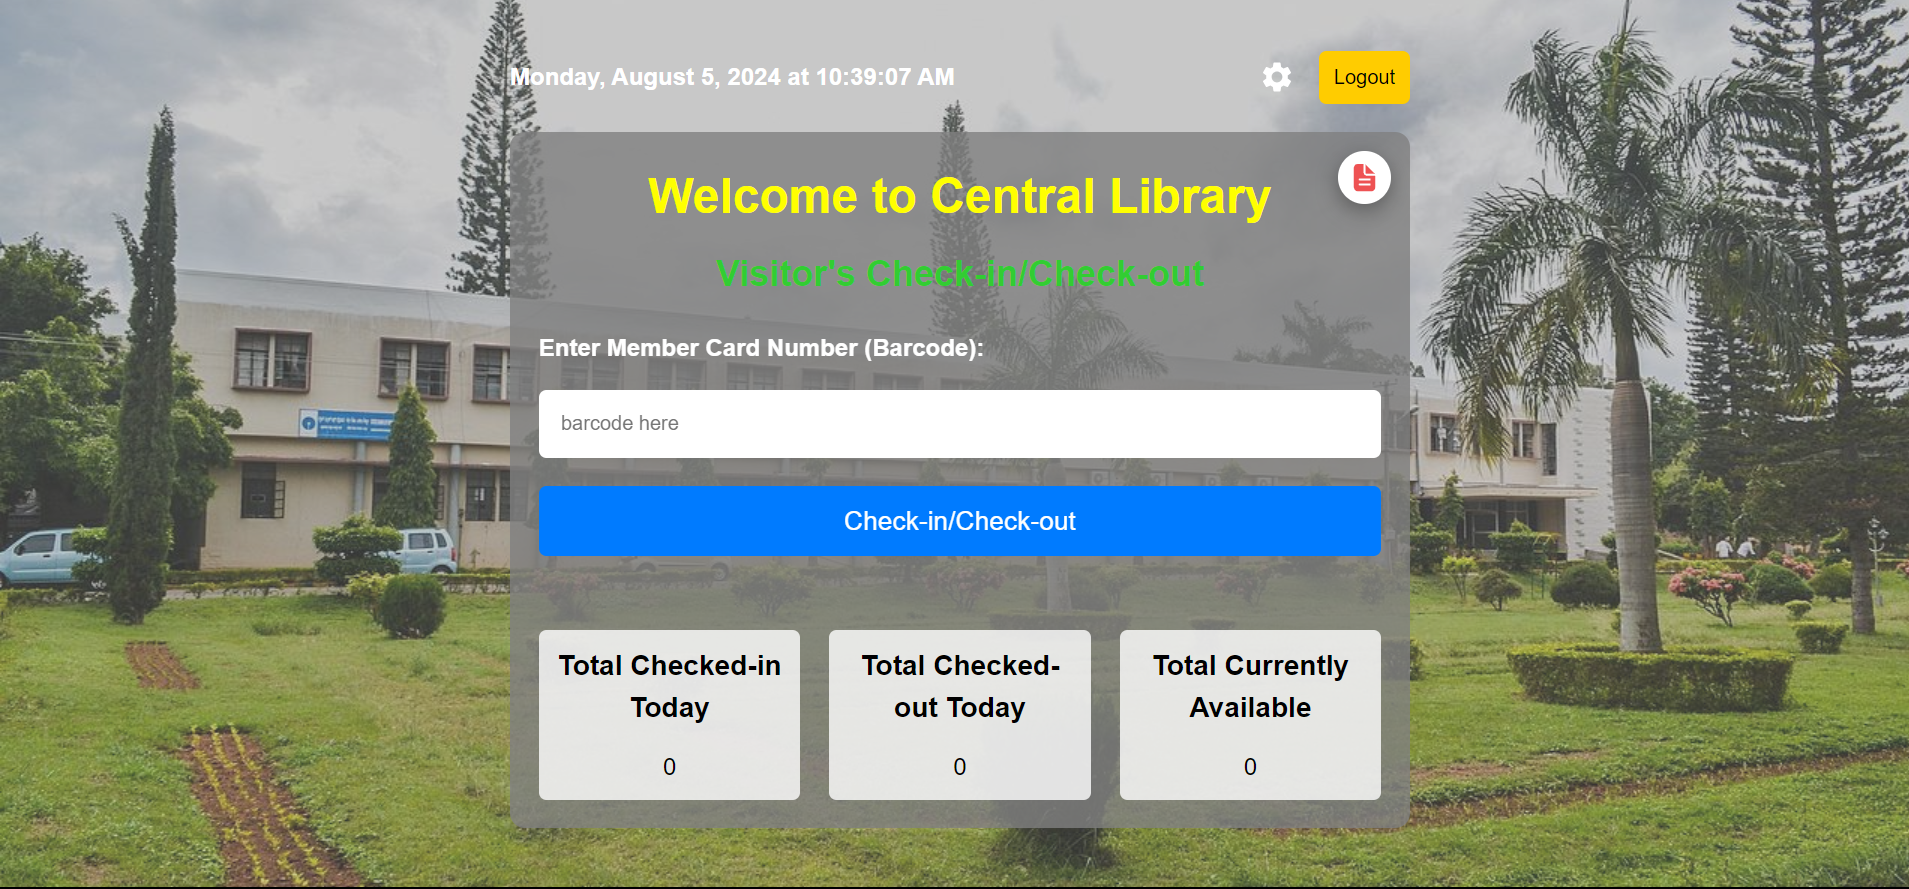 Monday, August 5, 2024 at 10:39:07 AM
Logout
Welcome to Central Library
Visitor's Check-in/Check-out
Enter Member Card Number (Barcode):
barcode here
Check-in/Check-out
Total Checked-in
Today
0
Total Checked-
out Today
0
Total Currently
Available
0